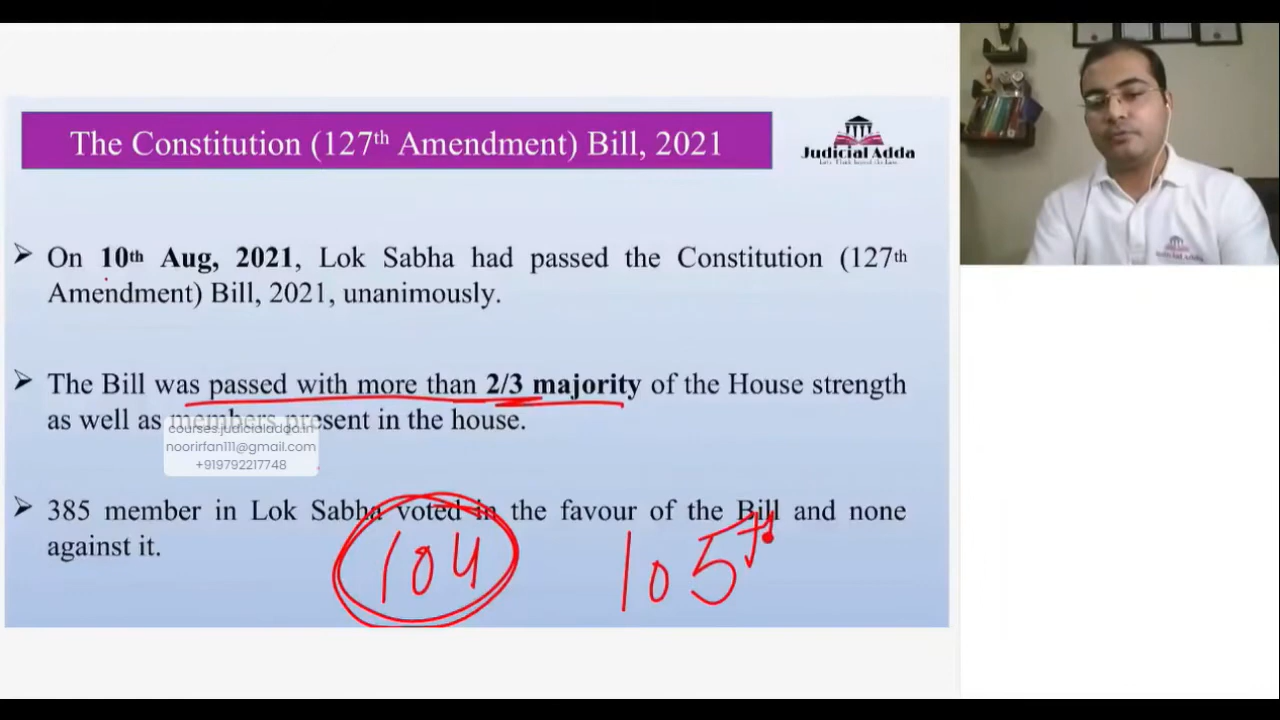 The Constitution (127th Amendment) Bill, 2021
Judicial Adda
➢ On 10th Aug, 2021, Lok Sabha had passed the Constitution (127th
Amendment) Bill, 2021, unanimously.
➢ The Bill was passed with more than 2/3 majority of the House strength
as well as members present in the house.
courses.judicialadda.in
noorirfan111@gmail.com
+919792217748
➢ 385 member in Lok Sabha voted in the favour of the Bill and none
against it.
104 105th